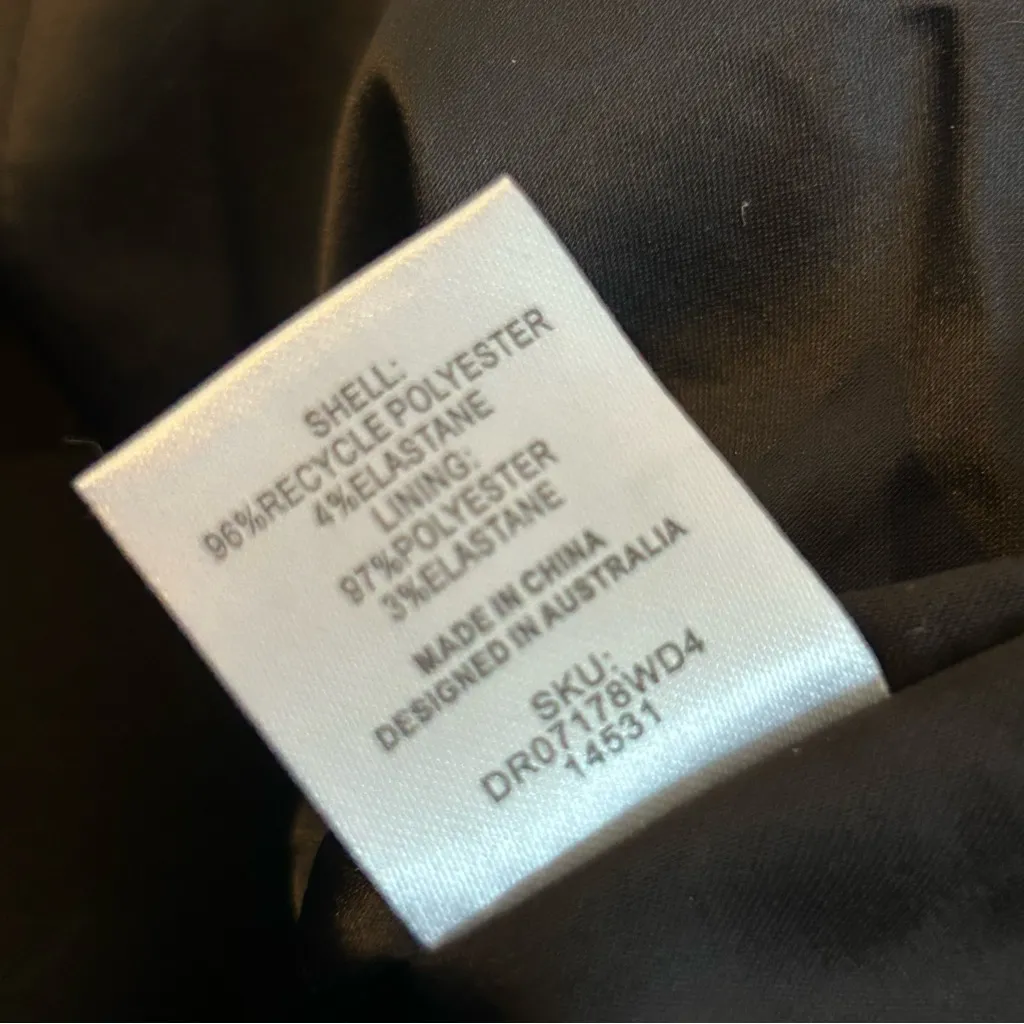 SHELL:
96%RECYCLE POLYESTER
4%ELASTANE
LINING:
97%POLYESTER
3%ELASTANE
MADE IN CHINA
DESIGNED IN AUSTRALIA
SKU:
DR07178WD4
14531